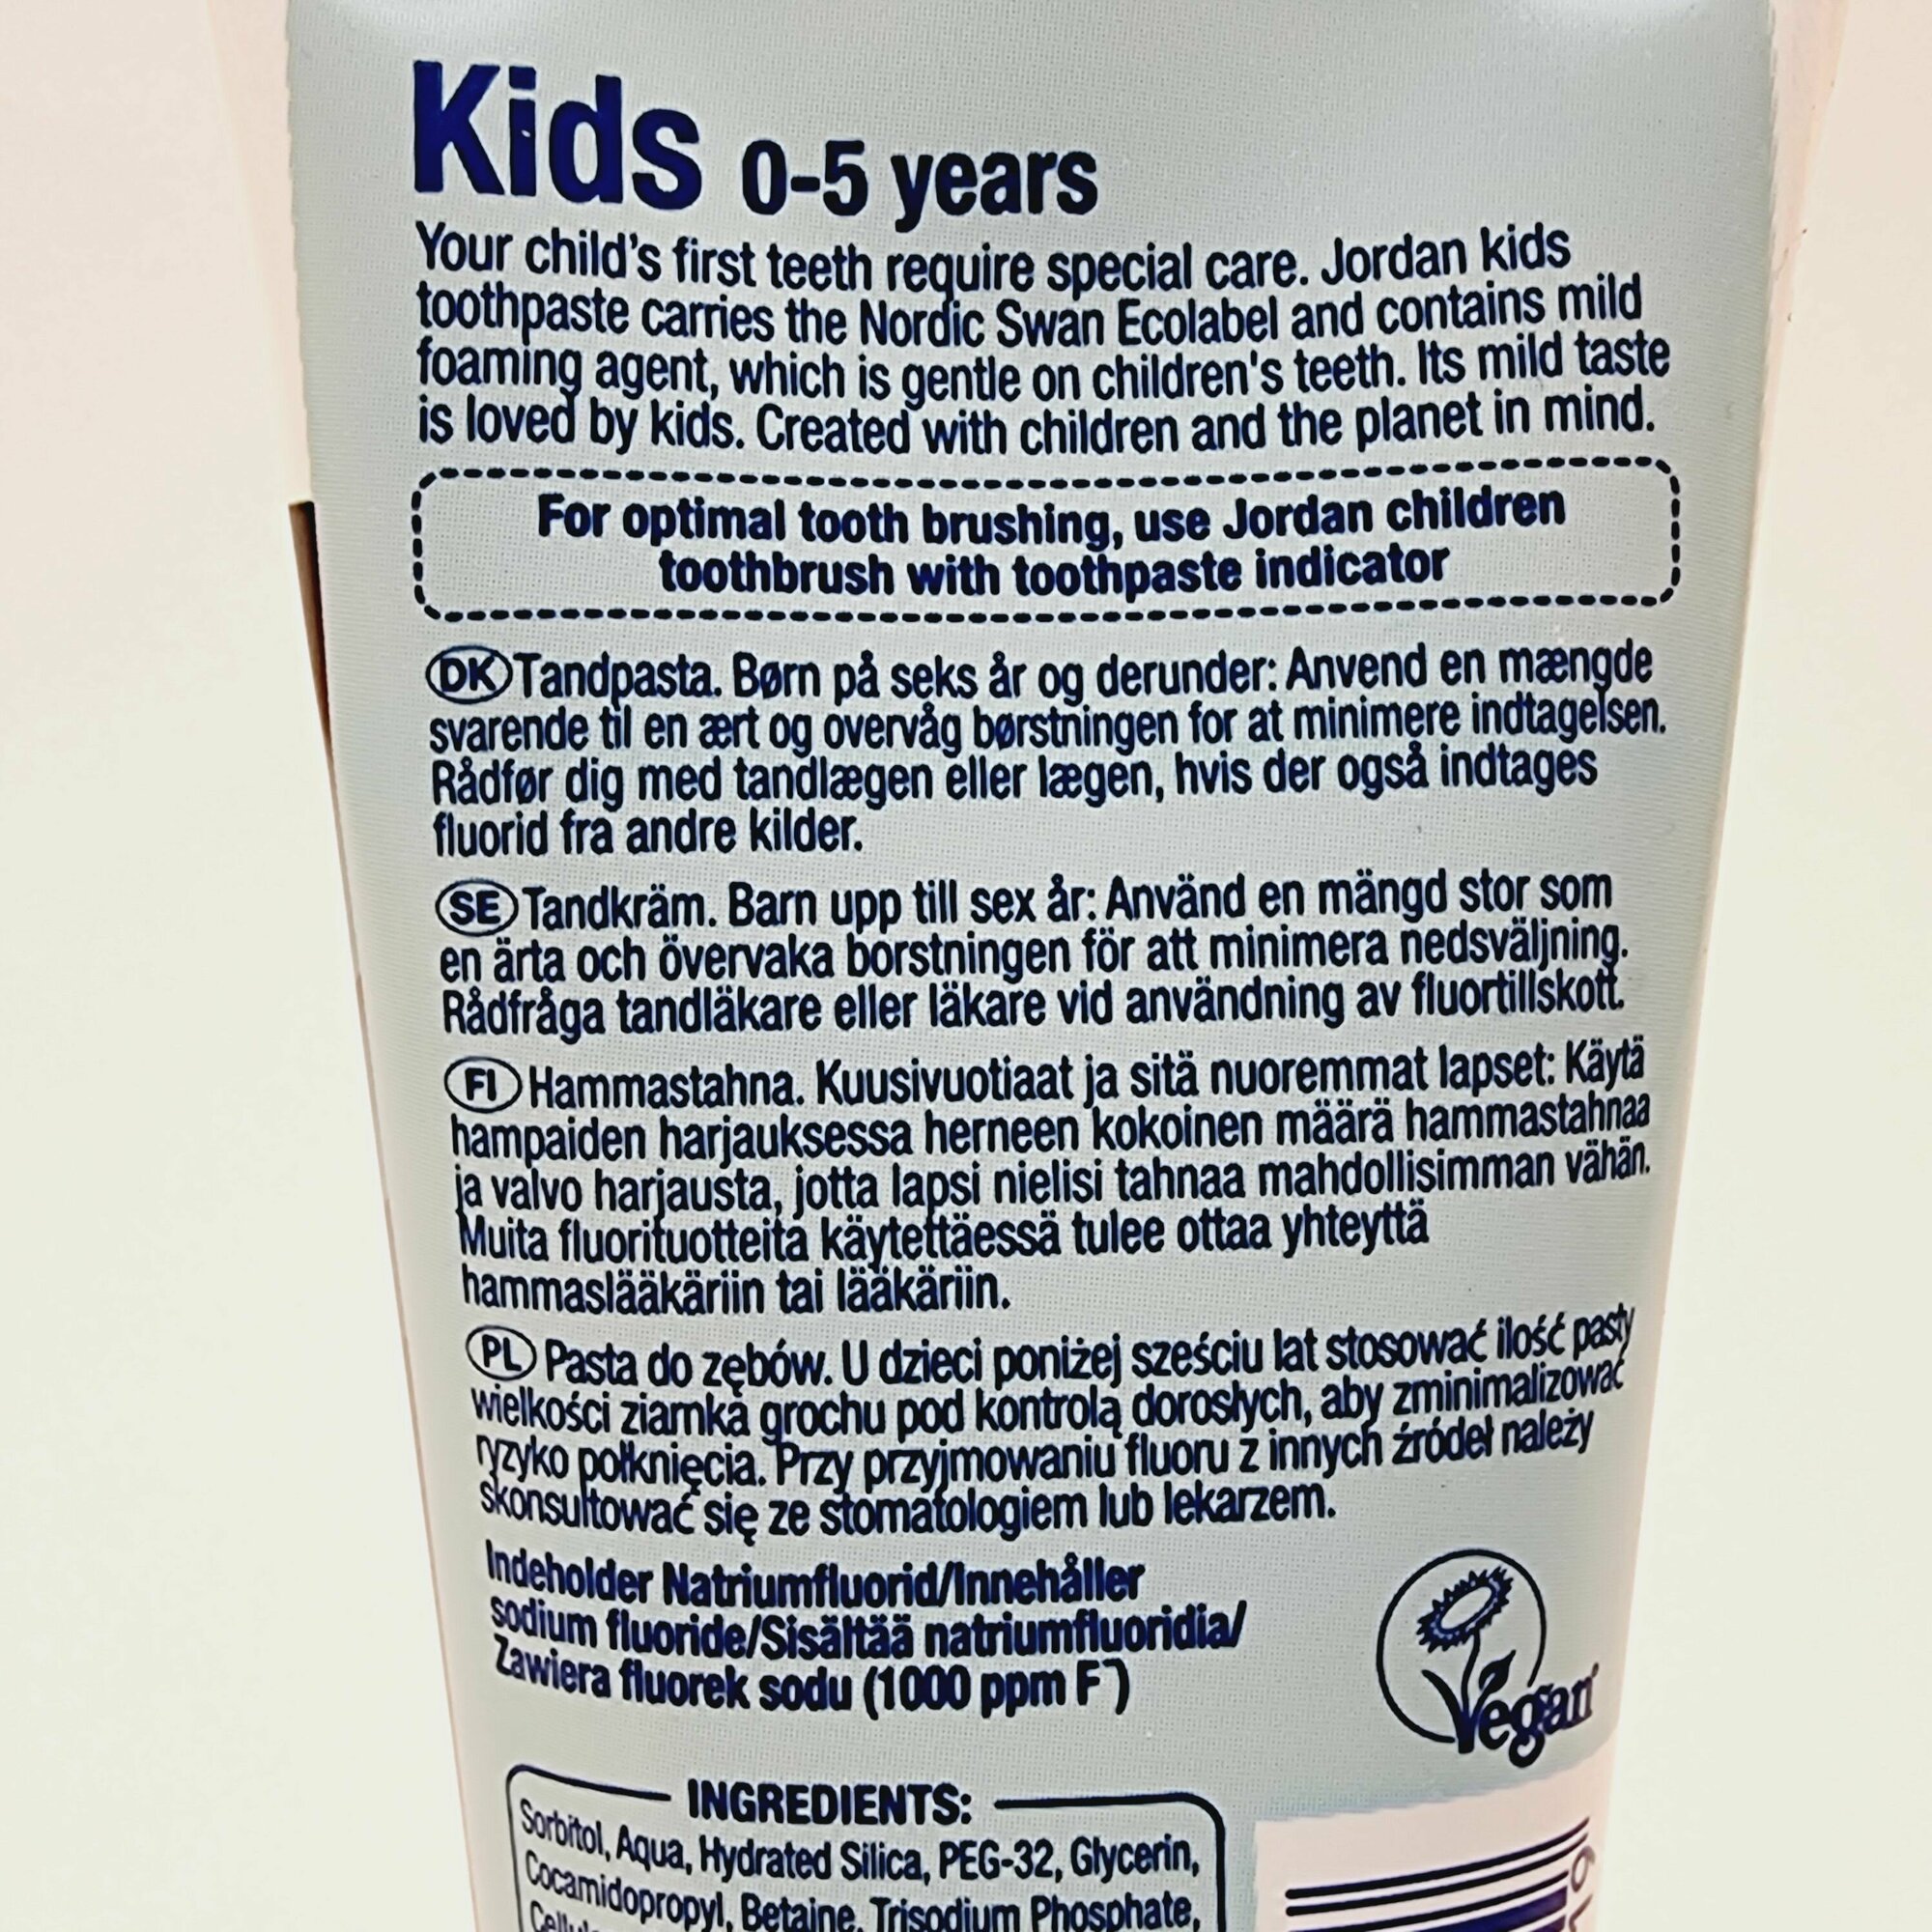 Kids 0-5 years
Your child's first teeth require special care. Jordan kids
toothpaste carries the Nordic Swan Ecolabel and contains mild
foaming agent, which is gentle on children's teeth. Its mild taste
is loved by kids. Created with children and the planet in mind.
For optimal tooth brushing, use Jordan children
toothbrush with toothpaste indicator
DK Tandpasta. Børn på seks år og derunder: Anvend en mængde
svarende til en ært og overvåg børstningen for at minimere indtagelsen.
Rådfør dig med tandlægen eller lægen, hvis der også indtages
fluorid fra andre kilder.
SE Tandkräm. Barn upp till sex år: Använd en mängd stor som
en ärta och övervaka borstningen för att minimera nedsväljning.
Rådfråga tandläkare eller läkare vid användning av fluortillskott.
FI Hammastahna. Kuusivuotiaat ja sitä nuoremmat lapset: Käytä
hampaiden harjauksessa herneen kokoinen määrä hammastahnaa
ja valvo harjausta, jotta lapsi nielisi tahnaa mahdollisimman vähän.
Muita fluorituotteita käytettäessä tulee ottaa yhteyttä
hammaslääkäriin tai lääkäriin.
PL Pasta do zębów. U dzieci poniżej sześciu lat stosować ilość pasty
wielkości ziarnka grochu pod kontrolą dorosłych, aby zminimalizować
ryzyko połknięcia. Przy przyjmowaniu fluoru z innych źródeł należy
skonsultować się ze stomatologiem lub lekarzem.
Indeholder Natriumfluorid/Innehåller
sodium fluoride/Sisältää natriumfluoridia/
Zawiera fluorek sodu (1000 ppm F⁻)
Vegan
INGREDIENTS:
Sorbitol, Aqua, Hydrated Silica, PEG-32, Glycerin,
Cocamidopropyl, Betaine, Trisodium Phosphate,